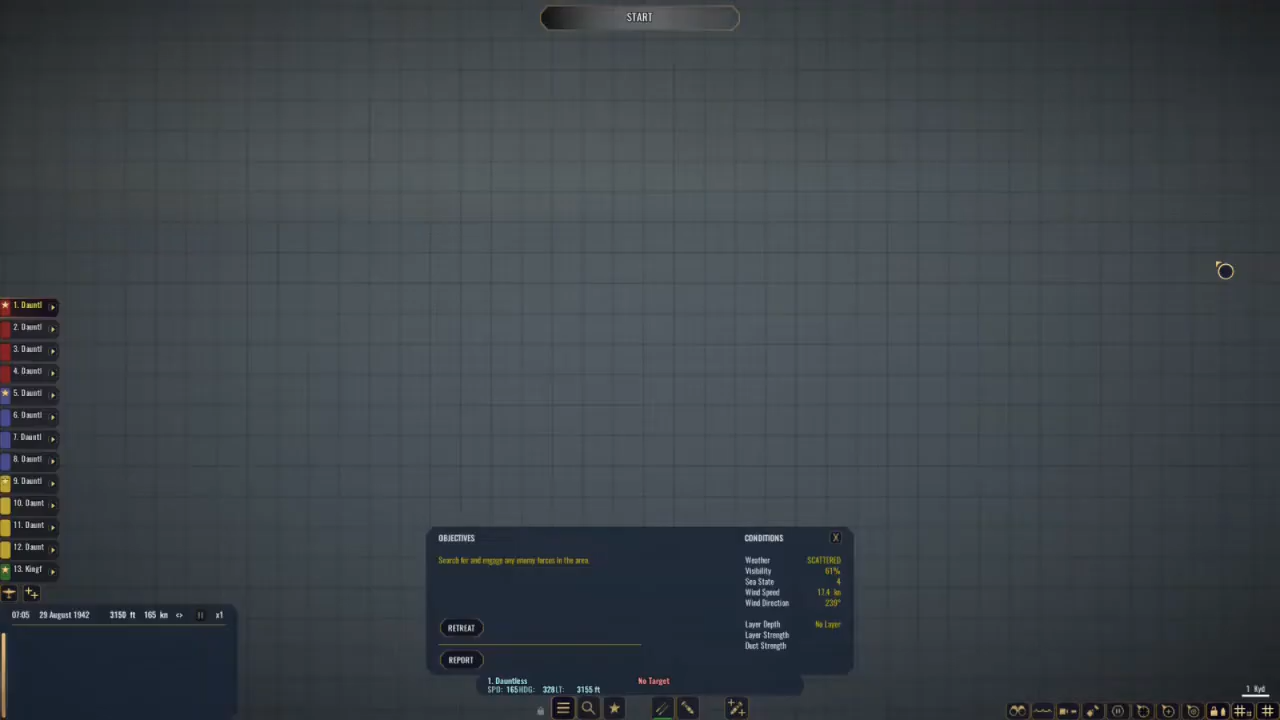 START
1. Dauntl
2. Dauntl
3. Dauntl
4. Dauntl
5. Dauntl
6. Dauntl
7. Dauntl
8. Dauntl
9. Dauntl
10. Daunt
11. Daunt
12. Daunt
13. Kingf
07:05 29 August 1942 3150 ft 165 kn <> x1
OBJECTIVES
Search for and engage any enemy forces in the area.
RETREAT
REPORT
CONDITIONS X
Weather SCATTERED
Visibility 61%
Sea State 4
Wind Speed 17.4 kn
Wind Direction 239°
Layer Depth No Layer
Layer Strength
Duct Strength
1. Dauntless No Target
SPD: 165 HDG: 328 LT: 3155 ft
1 Kyd